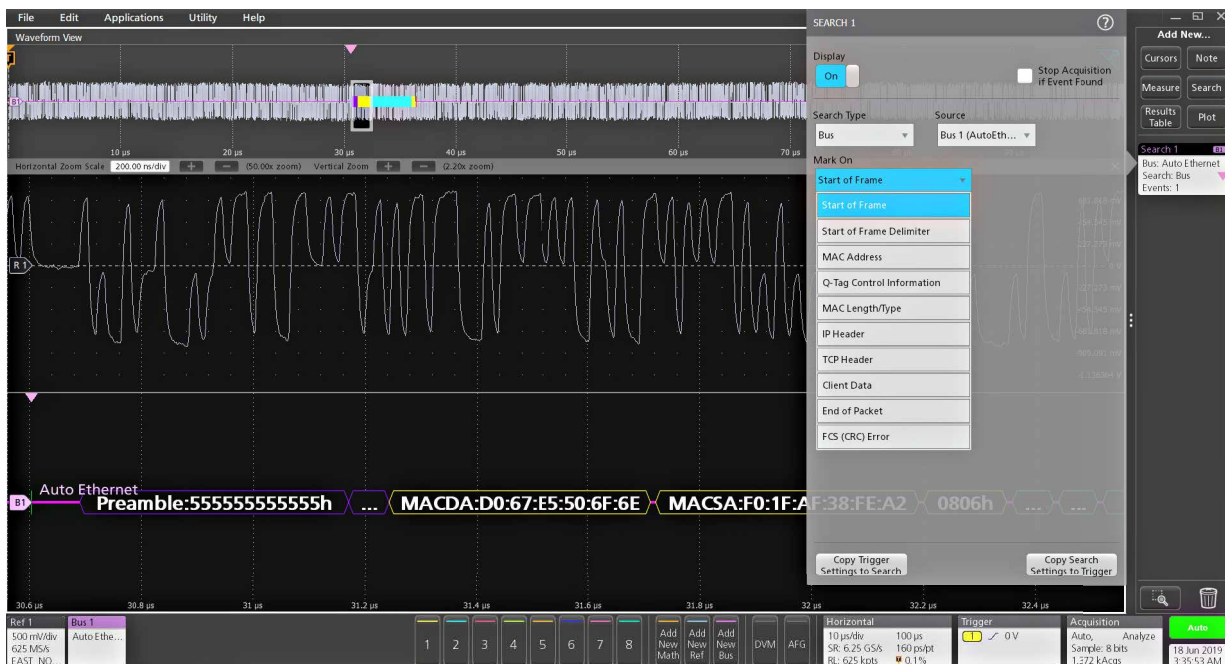 File Edit Applications Utility Help
Waveform View
B1
10 µs 20 µs 30 µs 40 µs 50 µs 60 µs 70 µs
Horizontal Zoom Scale 200.00 ns/div + - (50.00x zoom) Vertical Zoom + - (2.20x zoom)
R 1
Auto Ethernet
B1 Preamble:555555555555h ... MACDA:D0:67:E5:50:6F:6E MACSA:F0:1F:AF:38:FE:A2 0806h ... ...
30.6 µs 30.8 µs 31 µs 31.2 µs 31.4 µs 31.6 µs 31.8 µs 32 µs 32.2 µs 32.4 µs
SEARCH 1 ?
Display
On
Stop Acquisition
if Event Found
Search Type Source
Bus Bus 1 (AutoEth...
Mark On
Start of Frame
Start of Frame
Start of Frame Delimiter
MAC Address
Q-Tag Control Information
MAC Length/Type
IP Header
TCP Header
Client Data
End of Packet
FCS (CRC) Error
Copy Trigger
Settings to Search
Copy Search
Settings to Trigger
Add New...
Cursors Note
Measure Search
Results
Table
Plot
Search 1 B1
Bus: Auto Ethernet
Search: Bus
Events: 1
Ref 1
500 mV/div
625 MS/s
EAST_NO...
Bus 1
Auto Ethe...
1 2 3 4 5 6 7 8
Add
New
Math
Add
New
Ref
Add
New
Bus
DVM AFG
Horizontal
10 µs/div 100 µs
SR: 6.25 GS/s 160 ps/pt
RL: 625 kpts 0.1%
Trigger
1 0 V
Acquisition
Auto, Analyze
Sample: 8 bits
1.372 kAcqs
Auto
18 Jun 2019
3:35:53 AM